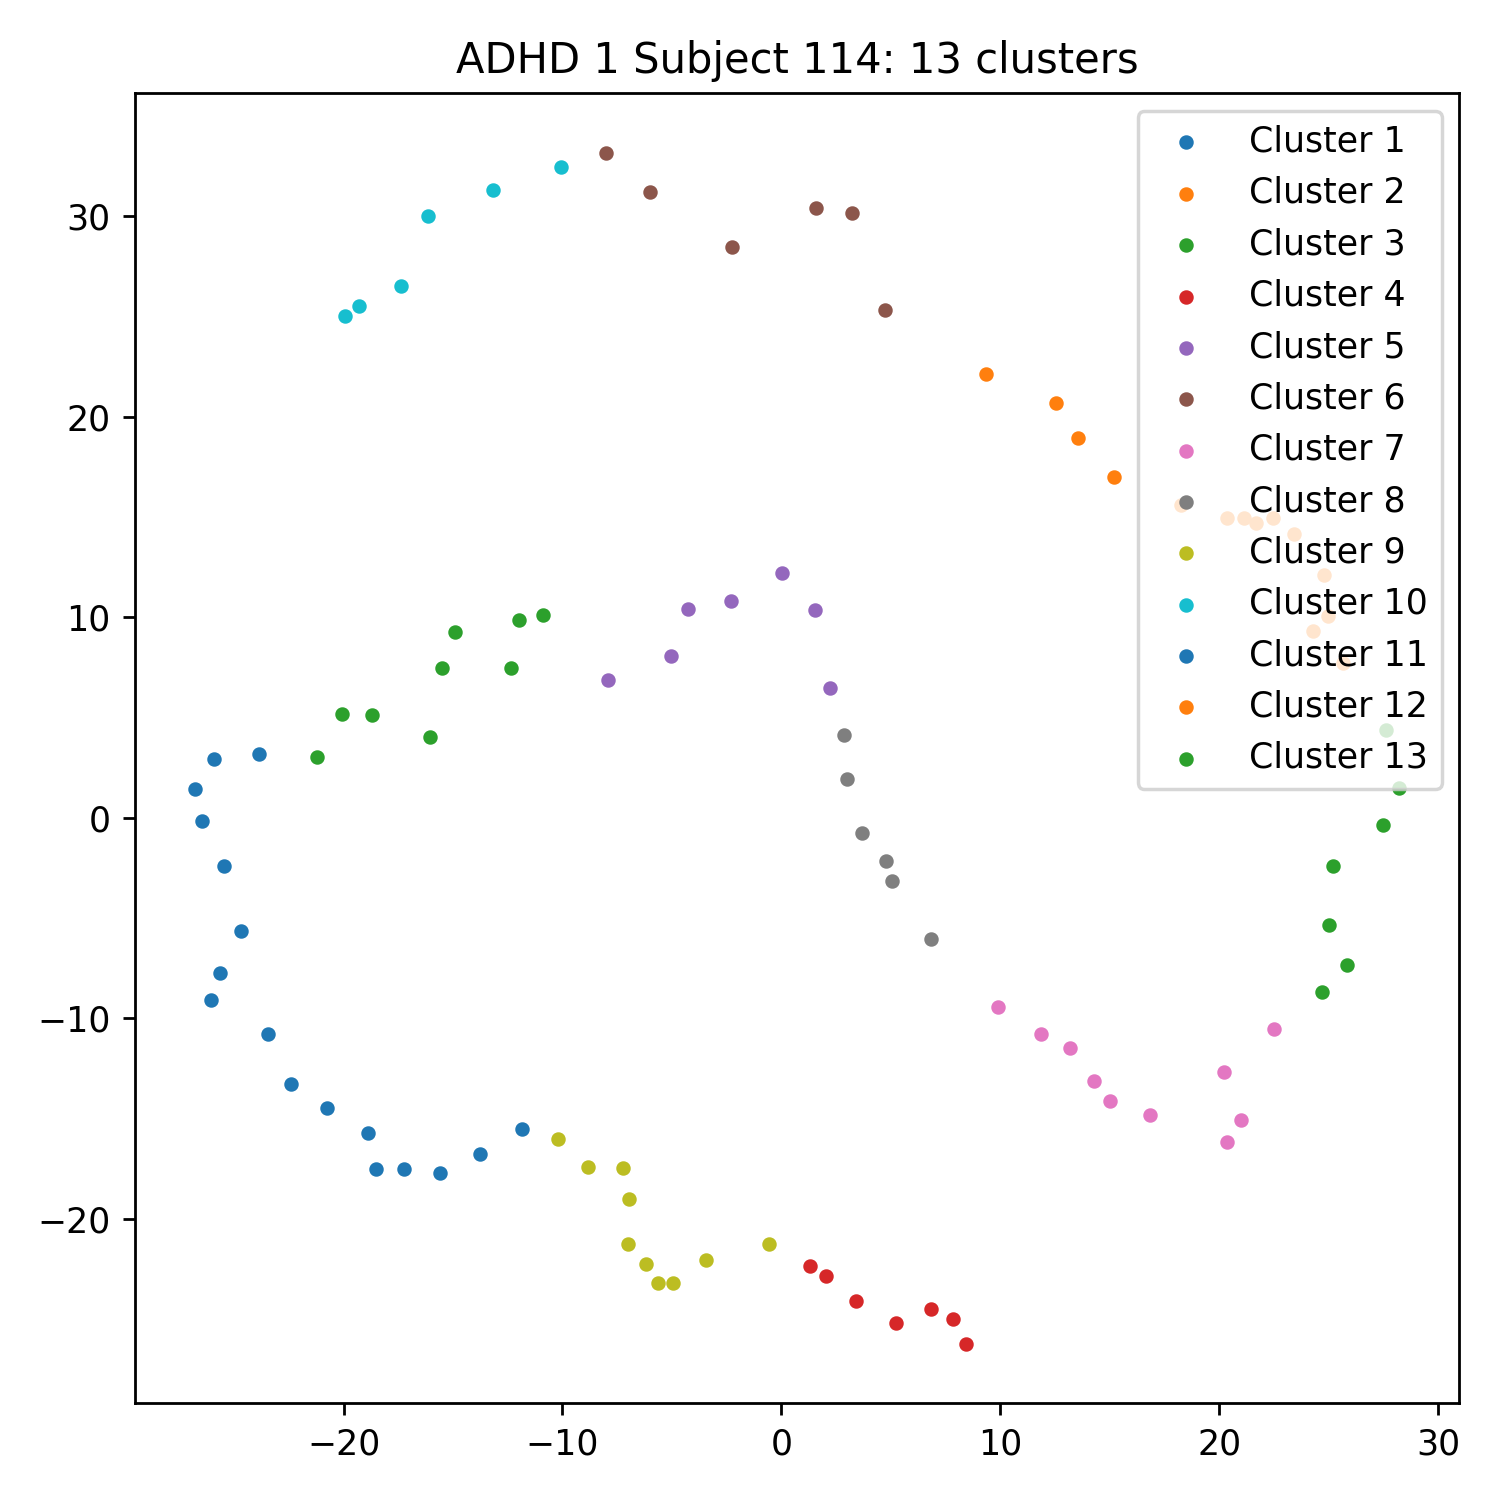 ADHD 1 Subject 114: 13 clusters
Cluster 1
Cluster 2
Cluster 3
Cluster 4
Cluster 5
Cluster 6
Cluster 7
Cluster 8
Cluster 9
Cluster 10
Cluster 11
Cluster 12
Cluster 13
30
20
10
0
−10
−20
−20 −10 0 10 20 30